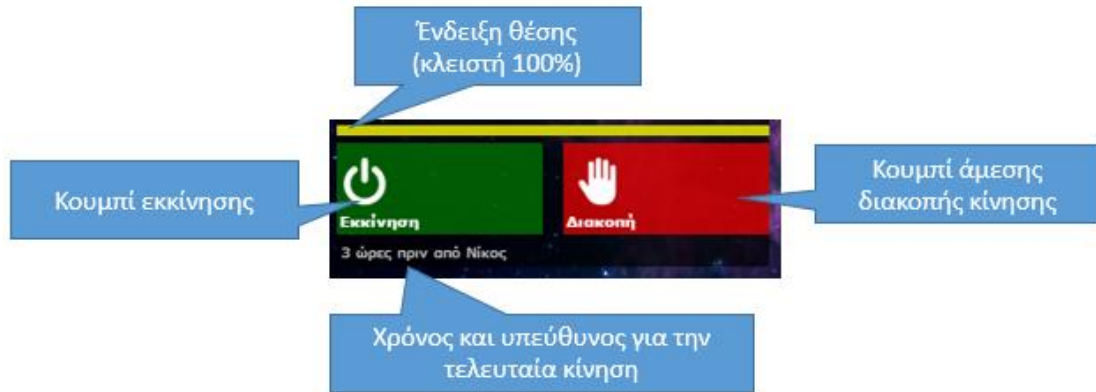 Ένδειξη θέσης
(κλειστή 100%)
Κουμπί εκκίνησης
Εκκίνηση
Διακοπή
Κουμπί άμεσης
διακοπής κίνησης
3 ώρες πριν από Νίκος
Χρόνος και υπεύθυνος για την
τελευταία κίνηση